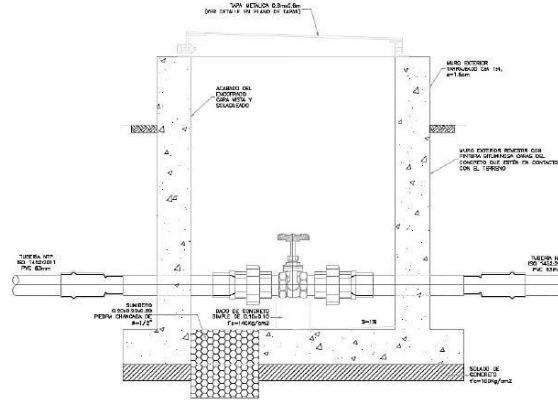 TAPA METALICA 0.6mx0.6m
(VER DETALLE EN PLANO DE TAPAS)
ACABADO DEL
ENCOFRADO
CARA VISTA Y
SOLAQUEADO
MURO EXTERIOR
TARRAJEADO C:A 1:4,
e=1.5cm
MURO EXTERIOR REVESTIR CON
PINTURA BITUMINOSA CARAS DEL
CONCRETO QUE ESTÉN EN CONTACTO
CON EL TERRENO
TUBERIA NTP
ISO 1452:2011
PVC 63mm
TUBERIA N
ISO 1452:2
PVC 63m
SUMIDERO
PIEDRA CHANCADA DE
DADO DE CONCRETO
SIMPLE DE 0.10x0.10
f'c=140Kg/cm2
S=1%
SOLADO DE
CONCRETO
f'c=100Kg/cm2